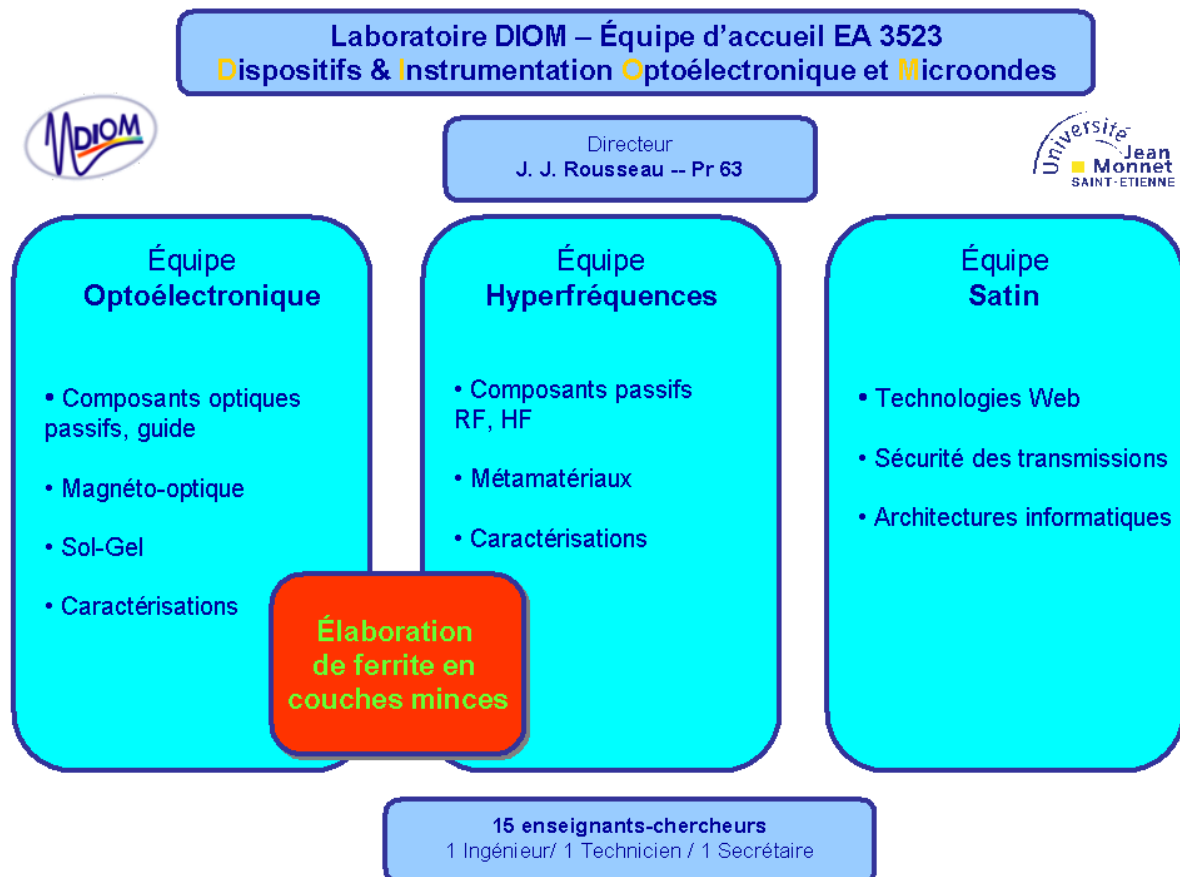 Laboratoire DIOM – Équipe d'accueil EA 3523
Dispositifs & Instrumentation Optoélectronique et Microondes
DIOM
Directeur
J. J. Rousseau -- Pr 63
Université
Jean
Monnet
SAINT-ETIENNE
Équipe
Optoélectronique
• Composants optiques
passifs, guide
• Magnéto-optique
• Sol-Gel
• Caractérisations
Équipe
Hyperfréquences
• Composants passifs
RF, HF
• Métamatériaux
• Caractérisations
Équipe
Satin
• Technologies Web
• Sécurité des transmissions
• Architectures informatiques
Élaboration
de ferrite en
couches minces
15 enseignants-chercheurs
1 Ingénieur/ 1 Technicien / 1 Secrétaire